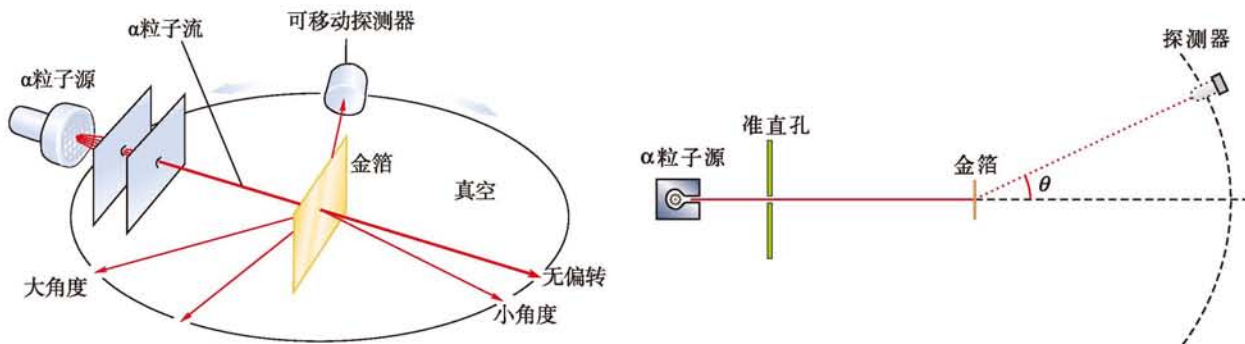 可移动探测器
α粒子流
α粒子源
金箔
真空
无偏转
大角度
小角度
探测器
准直孔
α粒子源
金箔
θ